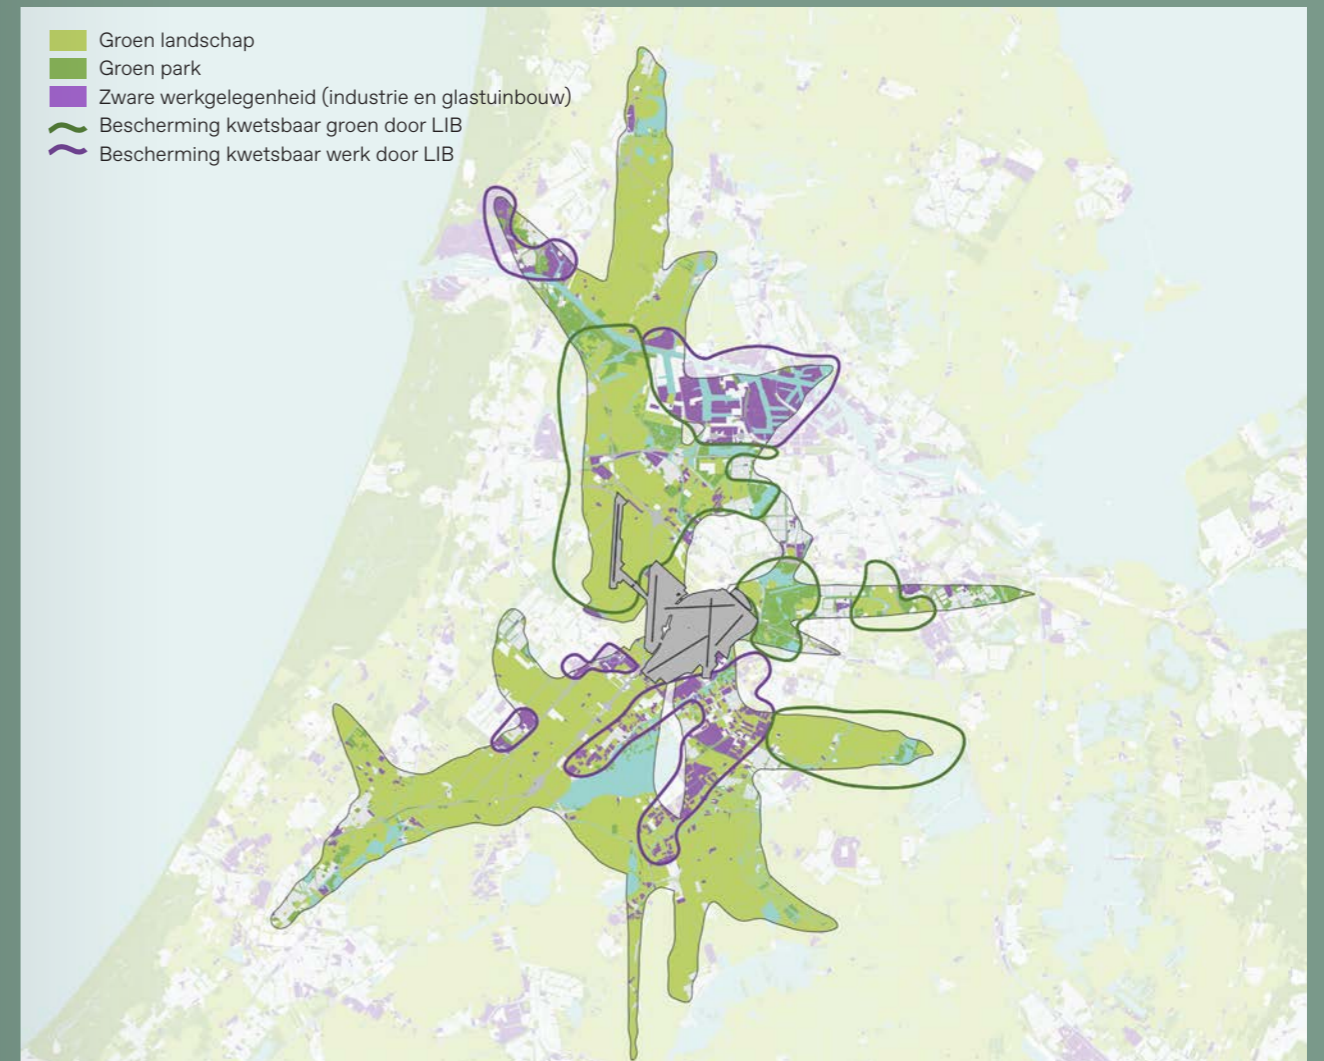 Groen landschap
Groen park
Zware werkgelegenheid (industrie en glastuinbouw)
Bescherming kwetsbaar groen door LIB
Bescherming kwetsbaar werk door LIB